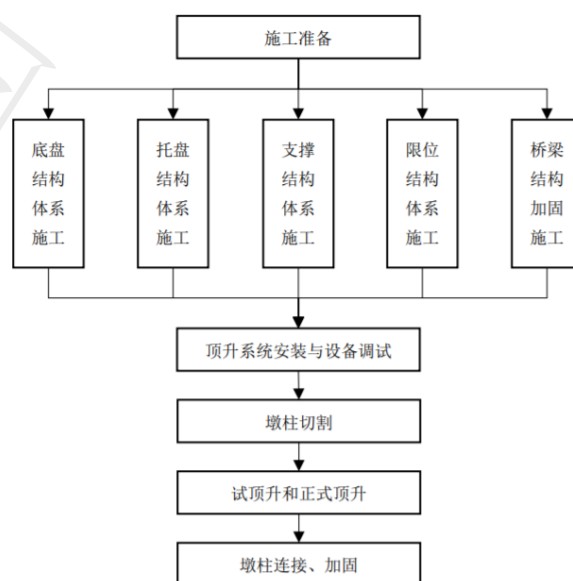 施工准备
底盘
结构
体系
施工
托盘
结构
体系
施工
支撑
结构
体系
施工
限位
结构
体系
施工
桥梁
结构
加固
施工
顶升系统安装与设备调试
墩柱切割
试顶升和正式顶升
墩柱连接、加固